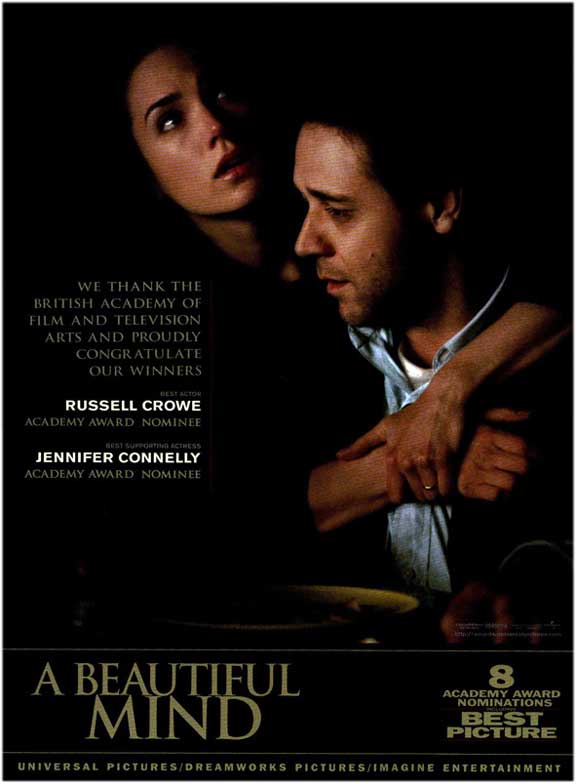 WE THANK THE
BRITISH ACADEMY OF
FILM AND TELEVISION
ARTS AND PROUDLY
CONGRATULATE
OUR WINNERS
BEST ACTOR
RUSSELL CROWE
ACADEMY AWARD NOMINEE
BEST SUPPORTING ACTRESS
JENNIFER CONNELLY
ACADEMY AWARD NOMINEE
A BEAUTIFUL
MIND
8
ACADEMY AWARD
NOMINATIONS
INCLUDING
BEST
PICTURE
UNIVERSAL PICTURES/DREAMWORKS PICTURES/IMAGINE ENTERTAINMENT